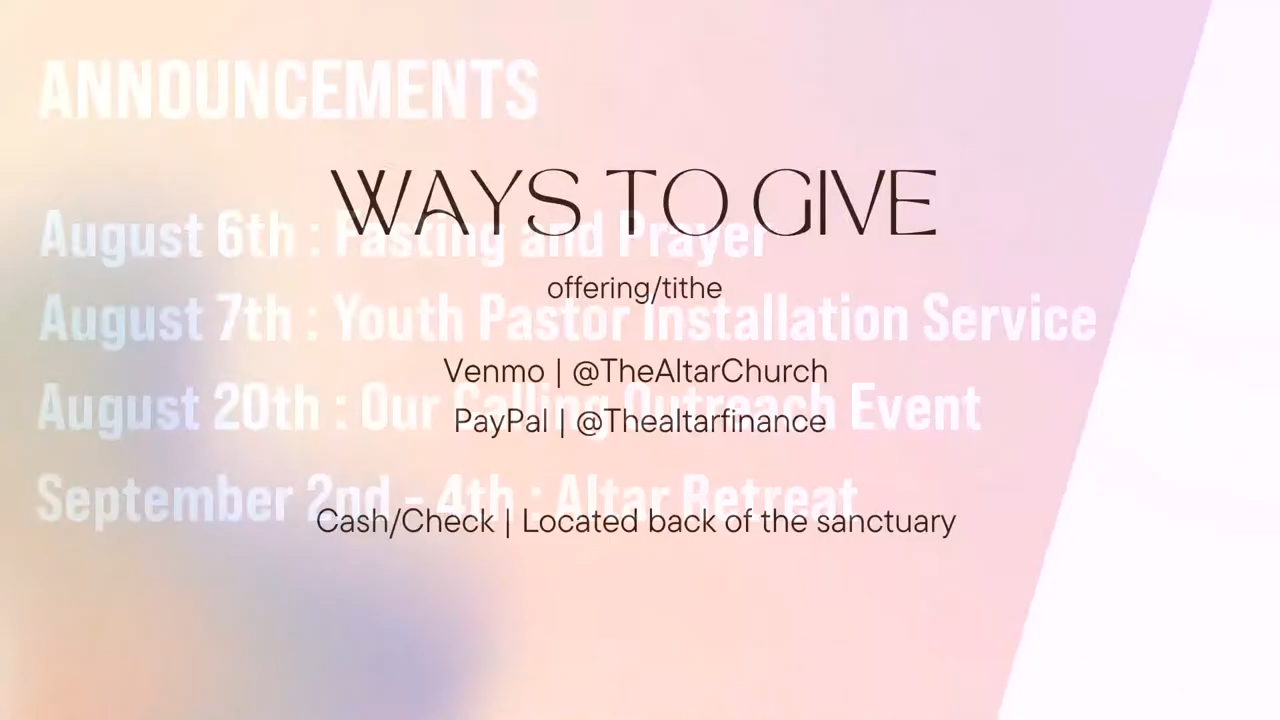 ANNOUNCEMENTS
August 6th : Fasting and Prayer
August 7th : Youth Pastor Installation Service
August 20th : Our Calling Outreach Event
September 2nd - 4th : Altar Retreat
WAYS TO GIVE
offering/tithe
Venmo | @TheAltarChurch
PayPal | @Thealtarfinance
Cash/Check | Located back of the sanctuary